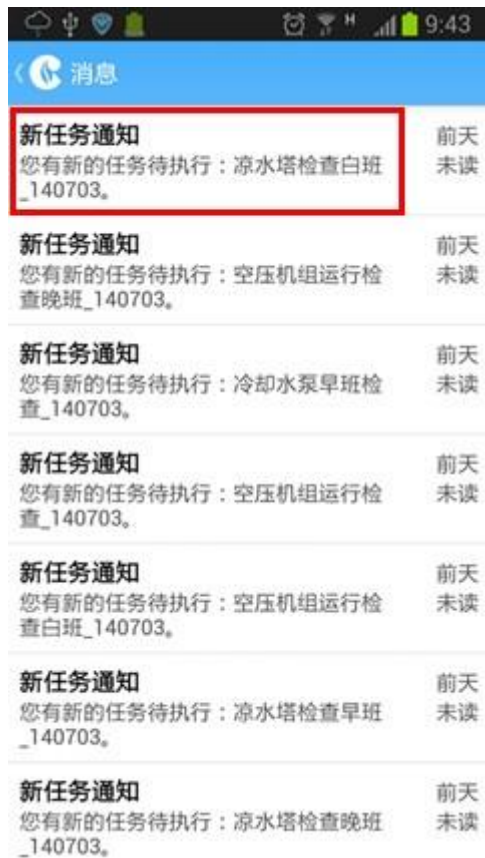 H 9:43
消息
新任务通知 前天
您有新的任务待执行：凉水塔检查白班 未读
_140703。
新任务通知 前天
您有新的任务待执行：空压机组运行检 未读
查晚班_140703。
新任务通知 前天
您有新的任务待执行：冷却水泵早班检 未读
查_140703。
新任务通知 前天
您有新的任务待执行：空压机组运行检 未读
查_140703。
新任务通知 前天
您有新的任务待执行：空压机组运行检 未读
查白班_140703。
新任务通知 前天
您有新的任务待执行：凉水塔检查早班 未读
_140703。
新任务通知 前天
您有新的任务待执行：凉水塔检查晚班 未读
_140703。